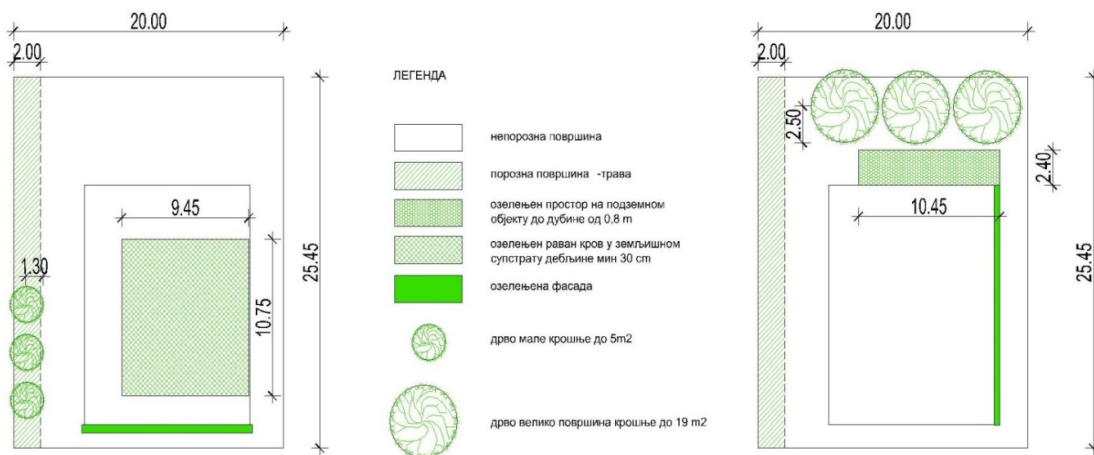 20.00
2.00
9.45
1.30
10.75
25.45
ЛЕГЕНДА
непорозна површина
порозна површина -трава
озелењен простор на подземном
објекту до дубине од 0,8 m
озелењен раван кров у земљишном
супстрату дебљине мин 30 cm
озелењена фасада
дрво мале крошње до 5m2
дрво велико површина крошње до 19 m2
20.00
2.00
2.50
2.40
10.45
25.45